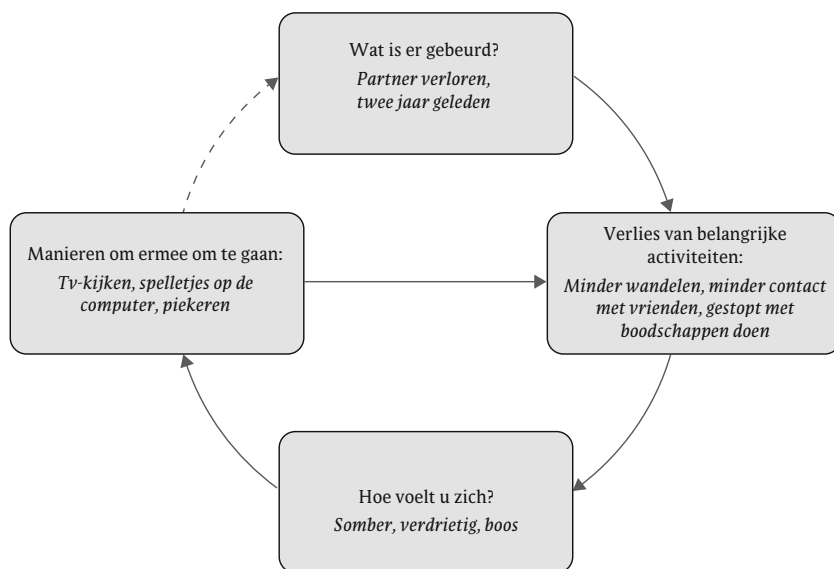 Wat is er gebeurd?
Partner verloren,
twee jaar geleden
Manieren om ermee om te gaan:
Tv-kijken, spelletjes op de
computer, piekeren
Verlies van belangrijke
activiteiten:
Minder wandelen, minder contact
met vrienden, gestopt met
boodschappen doen
Hoe voelt u zich?
Somber, verdrietig, boos